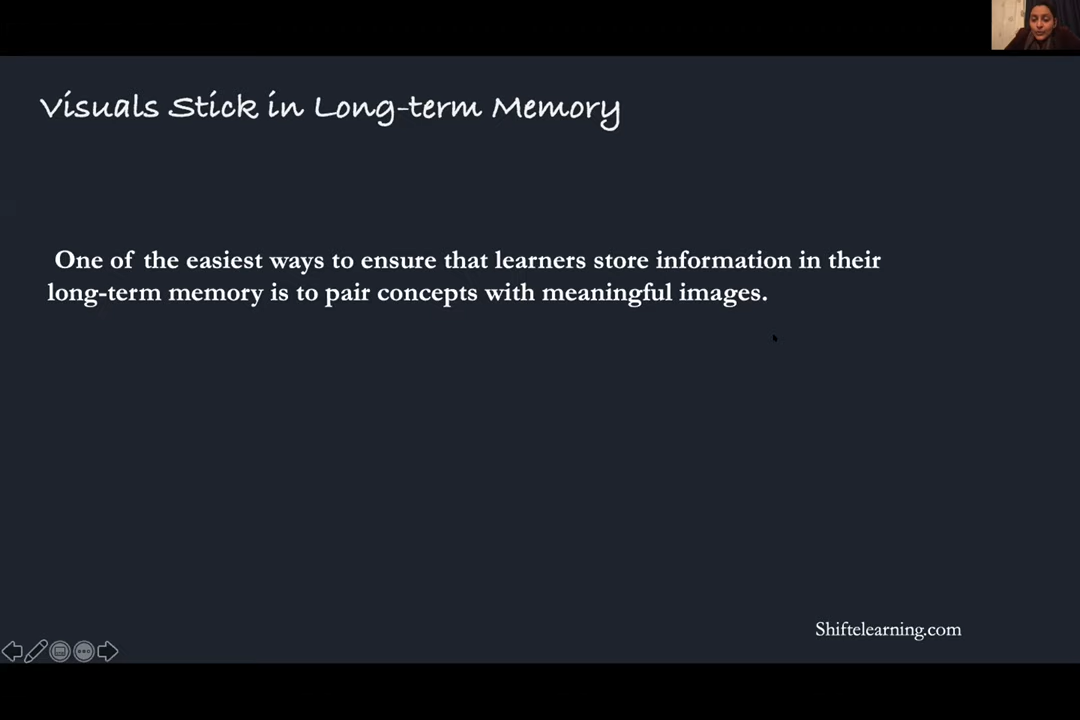 Visuals Stick in Long-term Memory
One of the easiest ways to ensure that learners store information in their
long-term memory is to pair concepts with meaningful images.
Shiftelearning.com